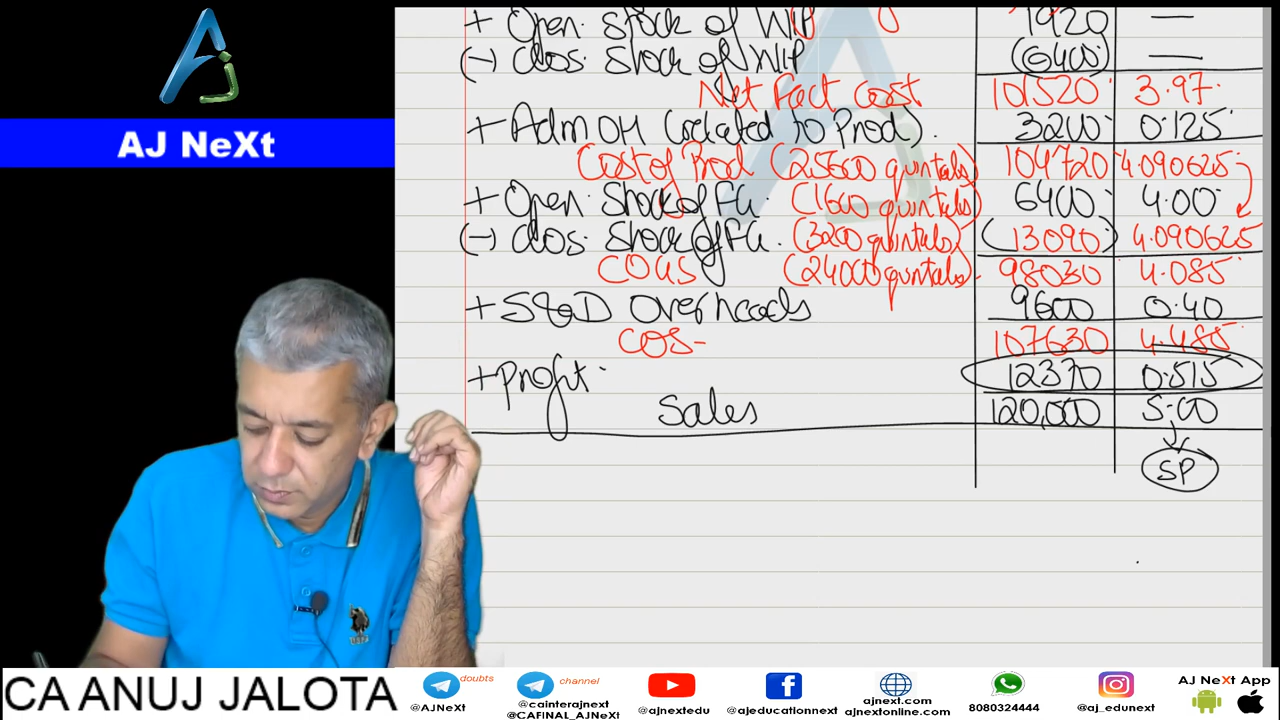 + Open. Stock of WIP 1920 —
(-) Clos. Stock of WIP (6400) —
Net Fact Cost 101520 3.97
+ Adm OH (related to Prod). 3200 0.125
Cost of Prod (25600 quintals) 104720 4.090625
+ Open. Stock of FG. (1600 quintals) 6400 4.00
(-) Clos. Stock of FG. (3200 quintals) (13090) 4.090625
COGS (24000 quintals). 98030 4.085
+ S&D Overheads 9600 0.40
COS- 107630 4.485
+ Profit. 12370 0.515
Sales 120,000 5.00
SP
AJ NeXt
CA ANUJ JALOTA
doubts
@AJNeXt
channel
@cainterajnext
@CAFINAL_AJNeXt
@ajnextedu
@ajeducationnext
ajnext.com
ajnextonline.com
8080324444
@aj_edunext
AJ NeXt App